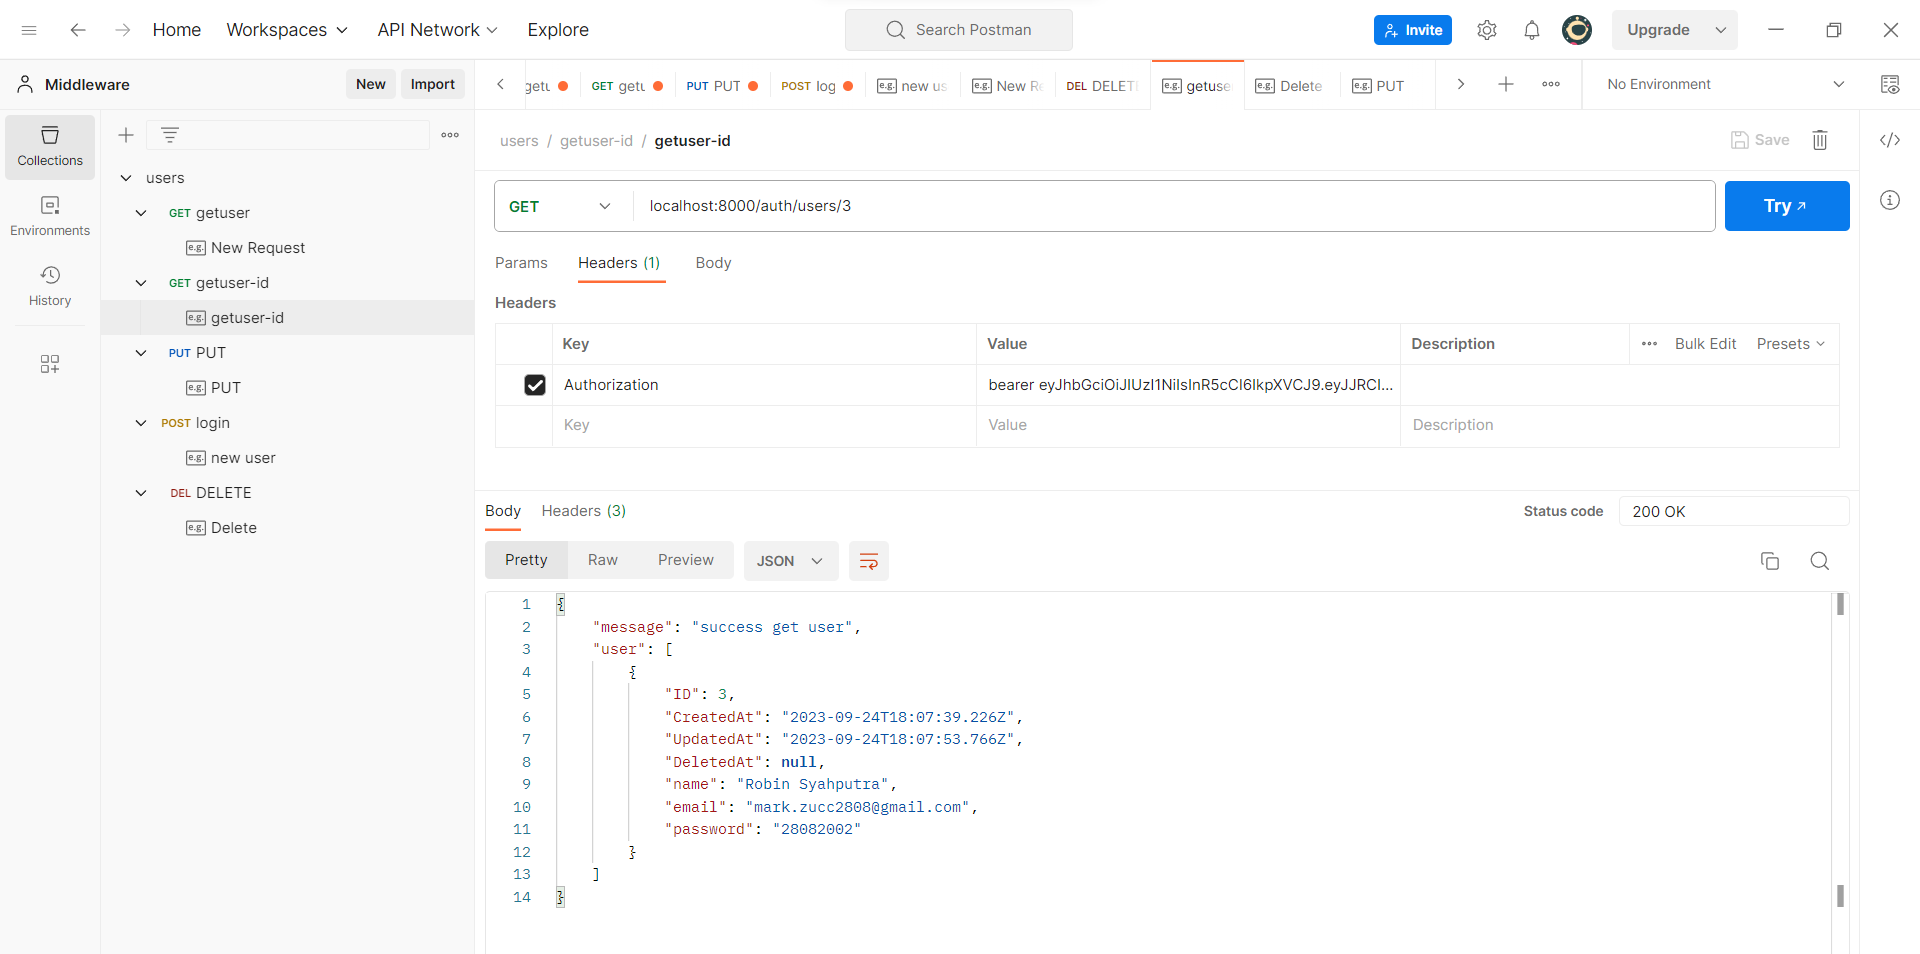 Home Workspaces API Network Explore Search Postman Invite Upgrade
Middleware New Import
getu GET getu PUT PUT POST log new us New Re DELETE e.g. getuse e.g. Delete e.g. PUT No Environment
Collections
Environments
History
users
GET getuser
e.g. New Request
GET getuser-id
e.g. getuser-id
PUT PUT
e.g. PUT
POST login
e.g. new user
DEL DELETE
e.g. Delete
users / getuser-id / getuser-id Save
GET localhost:8000/auth/users/3 Try
Params Headers (1) Body
Headers
Key Value Description Bulk Edit Presets
Authorization bearer ...
Key Value Description
Body Headers (3) Status code 200 OK
Pretty Raw Preview JSON
1 {
2 "message": "success get user",
3 "user": [
4 {
5 "ID": 3,
6 "CreatedAt": "2023-09-24T18:07:39.226Z",
7 "UpdatedAt": "2023-09-24T18:07:53.766Z",
8 "DeletedAt": null,
9 "name": "Robin Syahputra",
10 "email": "mark.zucc2808@gmail.com",
11 "password": "28082002"
12 }
13 ]
14 }